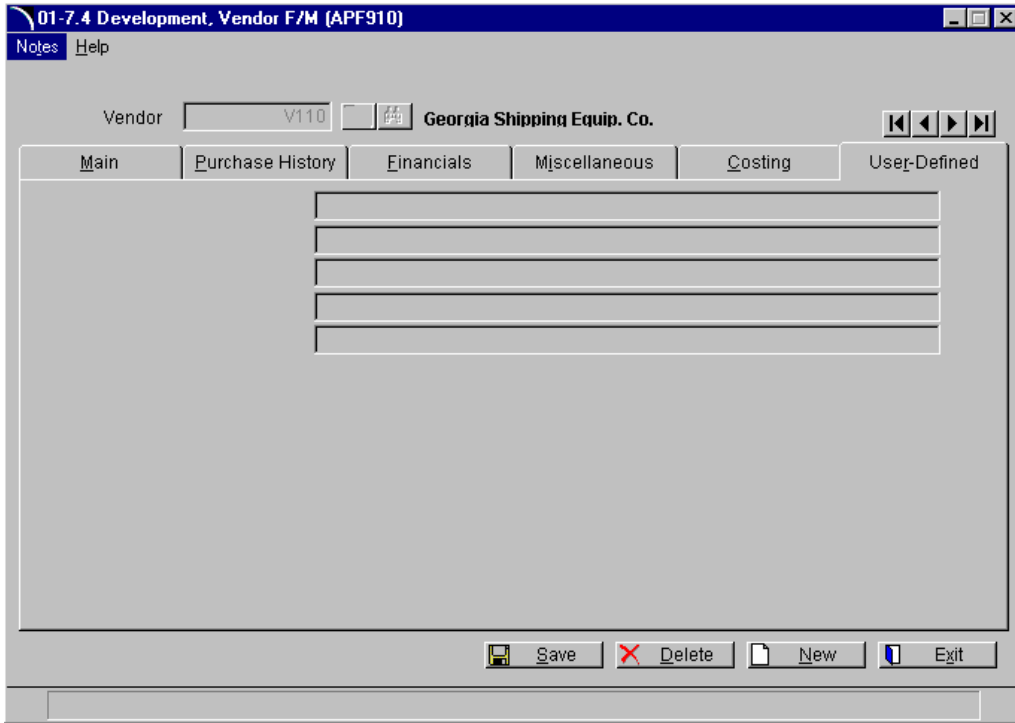 01-7.4 Development, Vendor F/M (APF910)
Notes Help
Vendor V110 Georgia Shipping Equip. Co.
Main Purchase History Financials Miscellaneous Costing User-Defined
Save Delete New Exit